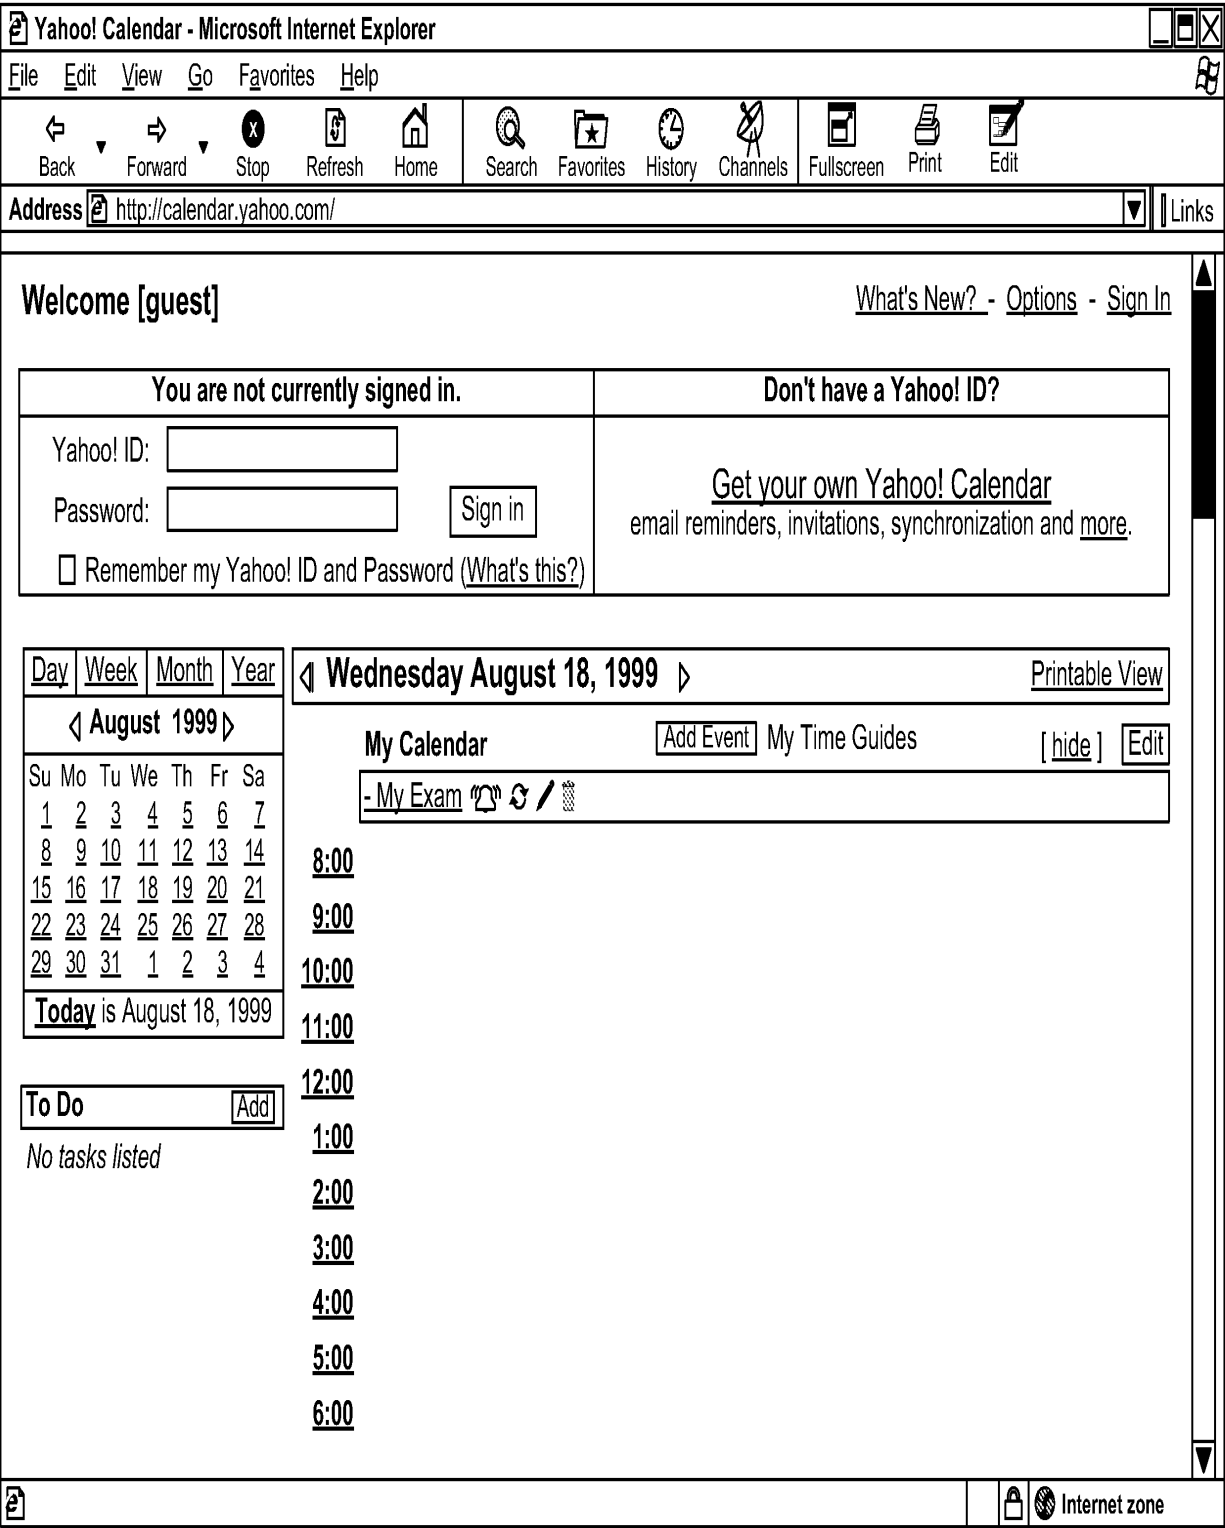 Yahoo! Calendar - Microsoft Internet Explorer
File Edit View Go Favorites Help
Back Forward Stop Refresh Home Search Favorites History Channels Fullscreen Print Edit
Address http://calendar.yahoo.com/ Links
Welcome [guest] What's New? - Options - Sign In
You are not currently signed in.
Yahoo! ID:
Password: Sign in
Remember my Yahoo! ID and Password (What's this?)
Don't have a Yahoo! ID?
Get your own Yahoo! Calendar
email reminders, invitations, synchronization and more.
Day Week Month Year
August 1999
Su Mo Tu We Th Fr Sa
1 2 3 4 5 6 7
8 9 10 11 12 13 14
15 16 17 18 19 20 21
22 23 24 25 26 27 28
29 30 31 1 2 3 4
Today is August 18, 1999
To Do Add
No tasks listed
Wednesday August 18, 1999 Printable View
My Calendar Add Event My Time Guides [ hide ] Edit
- My Exam
8:00
9:00
10:00
11:00
12:00
1:00
2:00
3:00
4:00
5:00
6:00
Internet zone